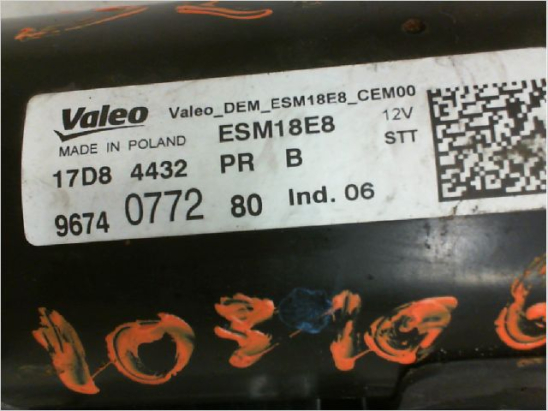 Valeo
Valeo_DEM_ESM18E8_CEM00
MADE IN POLAND
ESM18E8
12V
STT
17D8 4432 PR B
9674 0772 80 Ind. 06